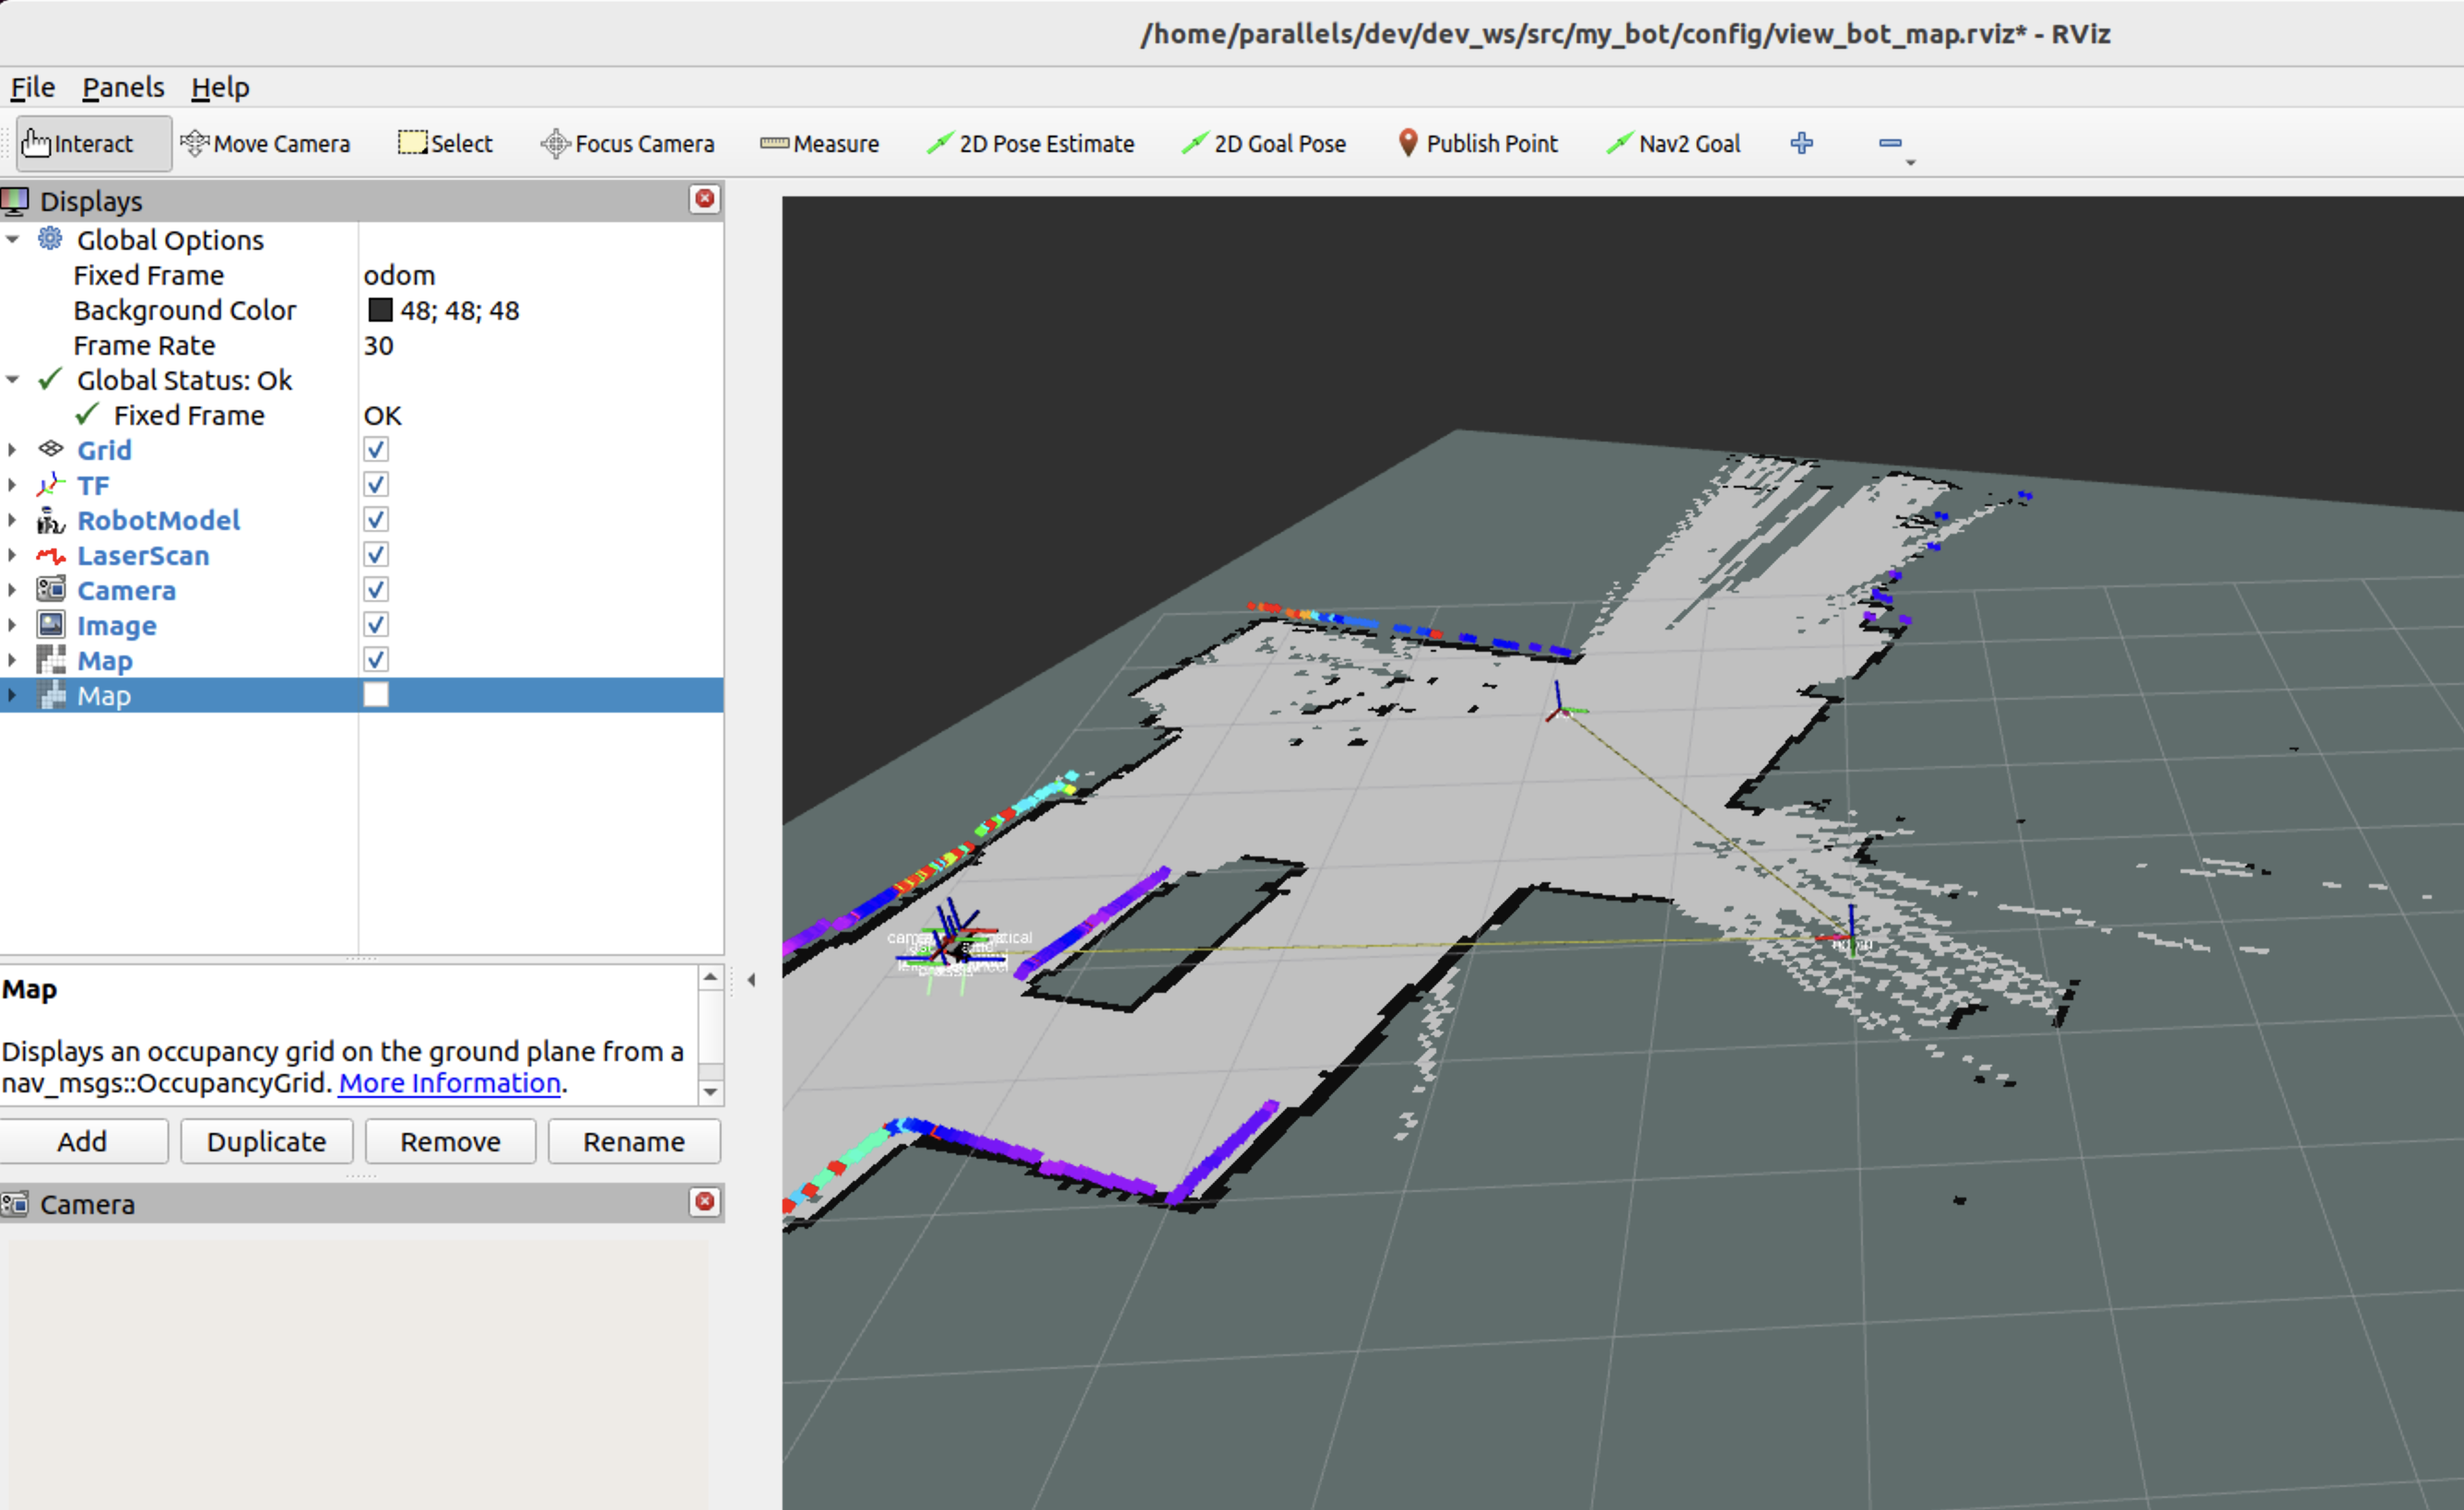 /home/parallels/dev/dev_ws/src/my_bot/config/view_bot_map.rviz* - RViz
File Panels Help
Interact Move Camera Select Focus Camera Measure 2D Pose Estimate 2D Goal Pose Publish Point Nav2 Goal
Displays
Global Options
Fixed Frame odom
Background Color 48; 48; 48
Frame Rate 30
Global Status: Ok
Fixed Frame OK
Grid
TF
RobotModel
LaserScan
Camera
Image
Map
Map
Map
Displays an occupancy grid on the ground plane from a
nav_msgs::OccupancyGrid. More Information.
Add Duplicate Remove Rename
Camera